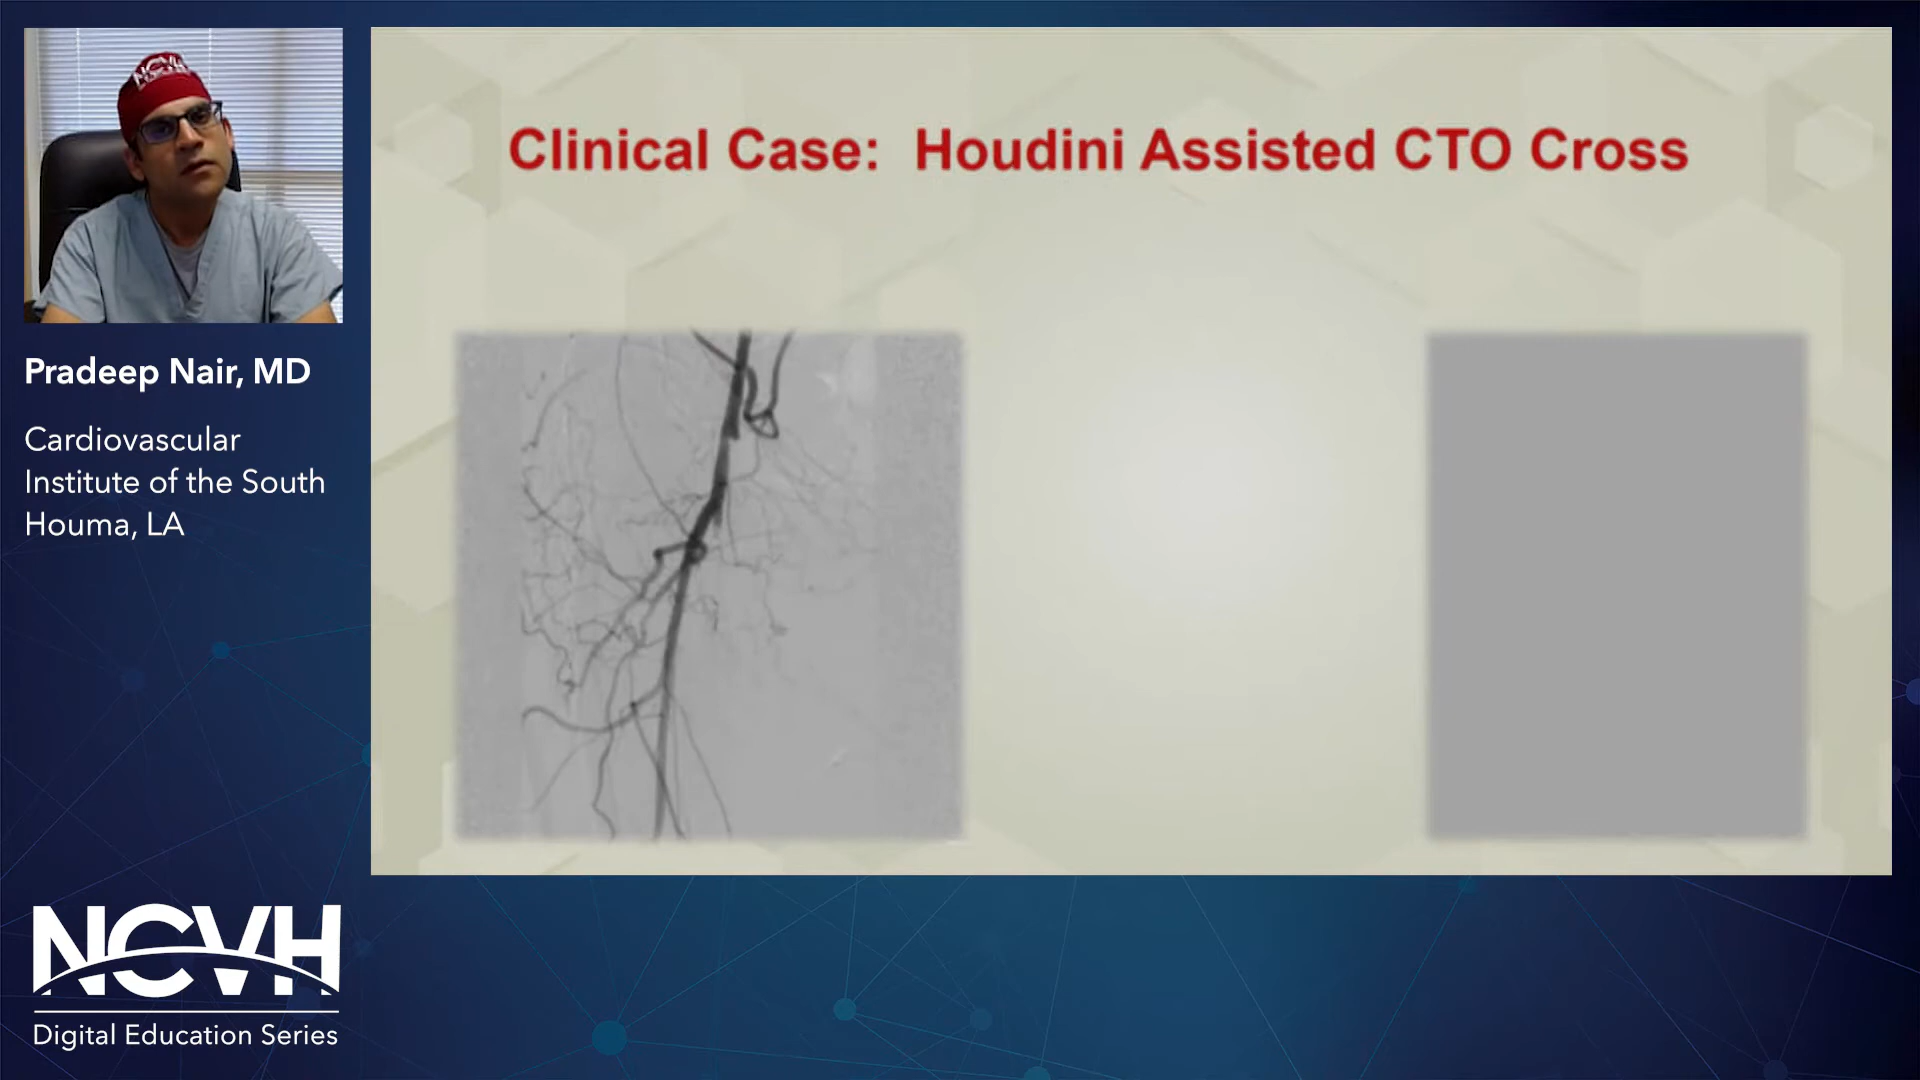 NCVH
Clinical Case: Houdini Assisted CTO Cross
Pradeep Nair, MD
Cardiovascular
Institute of the South
Houma, LA
NCVH
Digital Education Series